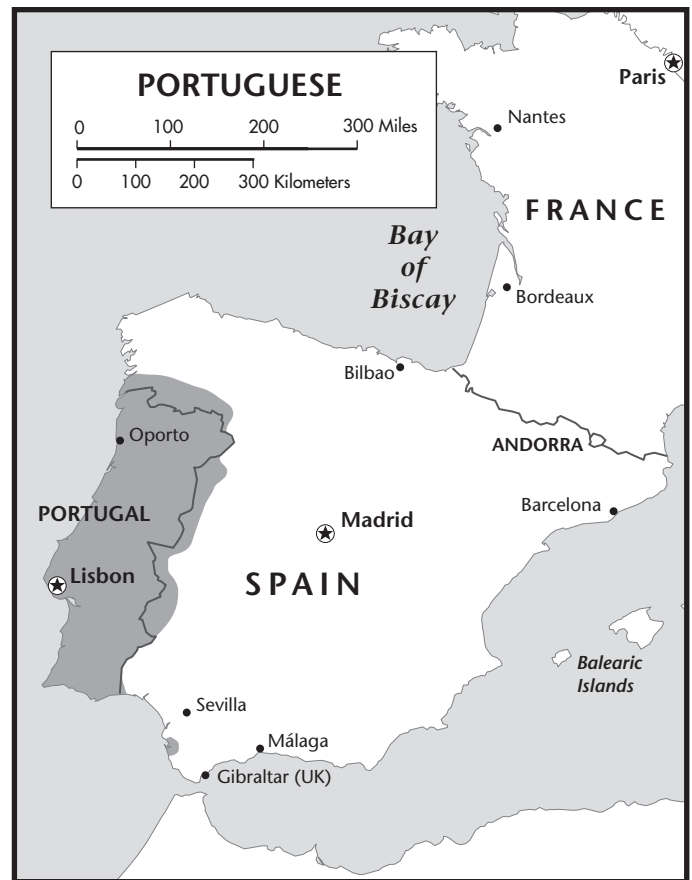 PORTUGUESE
0 100 200 300 Miles
0 100 200 300 Kilometers
Paris
Nantes
FRANCE
Bay
of
Biscay
Bordeaux
Bilbao
Oporto
ANDORRA
Barcelona
PORTUGAL
Madrid
Lisbon
SPAIN
Balearic
Islands
Sevilla
Málaga
Gibraltar (UK)